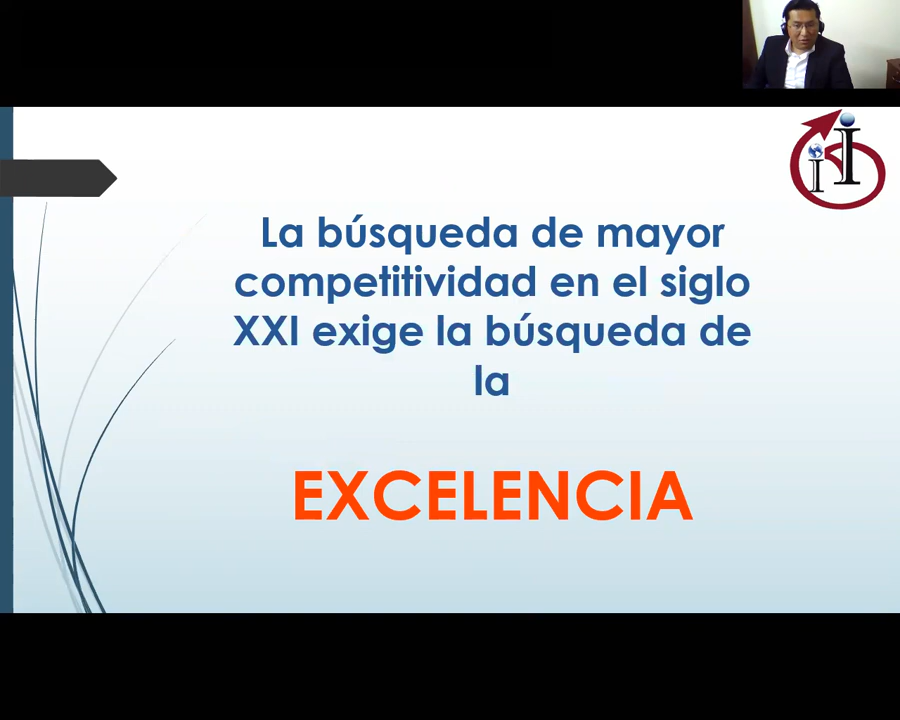 La búsqueda de mayor
competitividad en el siglo
XXI exige la búsqueda de
la
EXCELENCIA